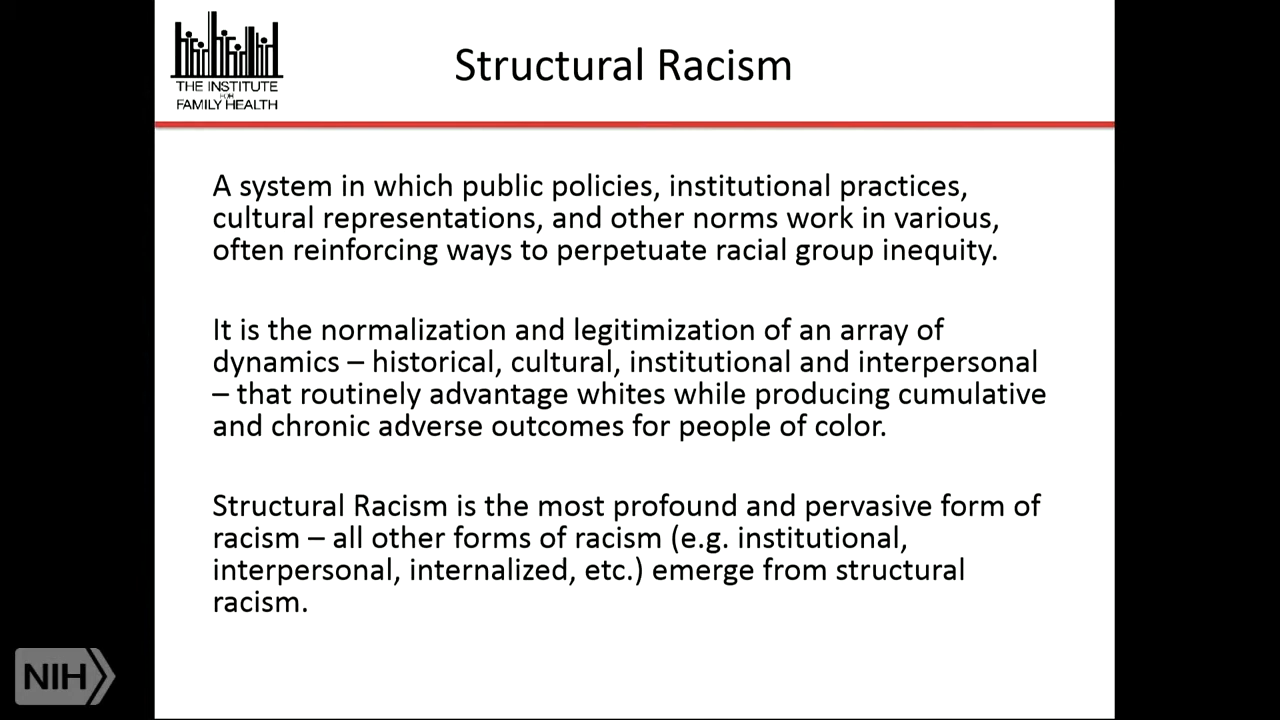 THE INSTITUTE
FOR
FAMILY HEALTH
Structural Racism
A system in which public policies, institutional practices,
cultural representations, and other norms work in various,
often reinforcing ways to perpetuate racial group inequity.
It is the normalization and legitimization of an array of
dynamics – historical, cultural, institutional and interpersonal
– that routinely advantage whites while producing cumulative
and chronic adverse outcomes for people of color.
Structural Racism is the most profound and pervasive form of
racism – all other forms of racism (e.g. institutional,
interpersonal, internalized, etc.) emerge from structural
racism.
NIH